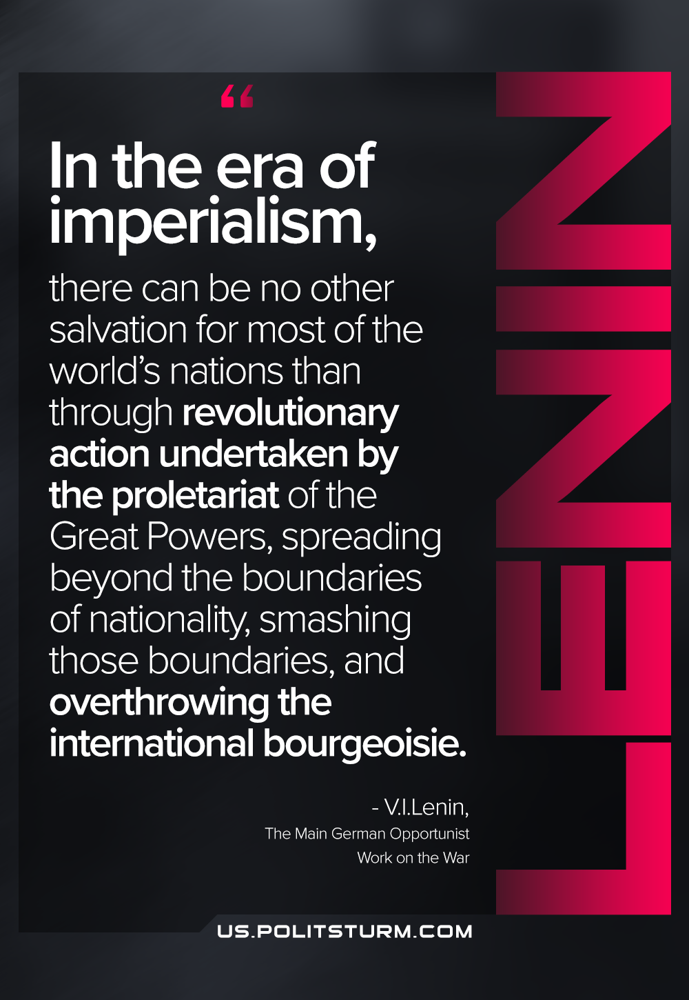 “
In the era of
imperialism,
there can be no other
salvation for most of the
world’s nations than
through revolutionary
action undertaken by
the proletariat of the
Great Powers, spreading
beyond the boundaries
of nationality, smashing
those boundaries, and
overthrowing the
international bourgeoisie.
- V.I.Lenin,
The Main German Opportunist
Work on the War
LENIN
US.POLITSTURM.COM